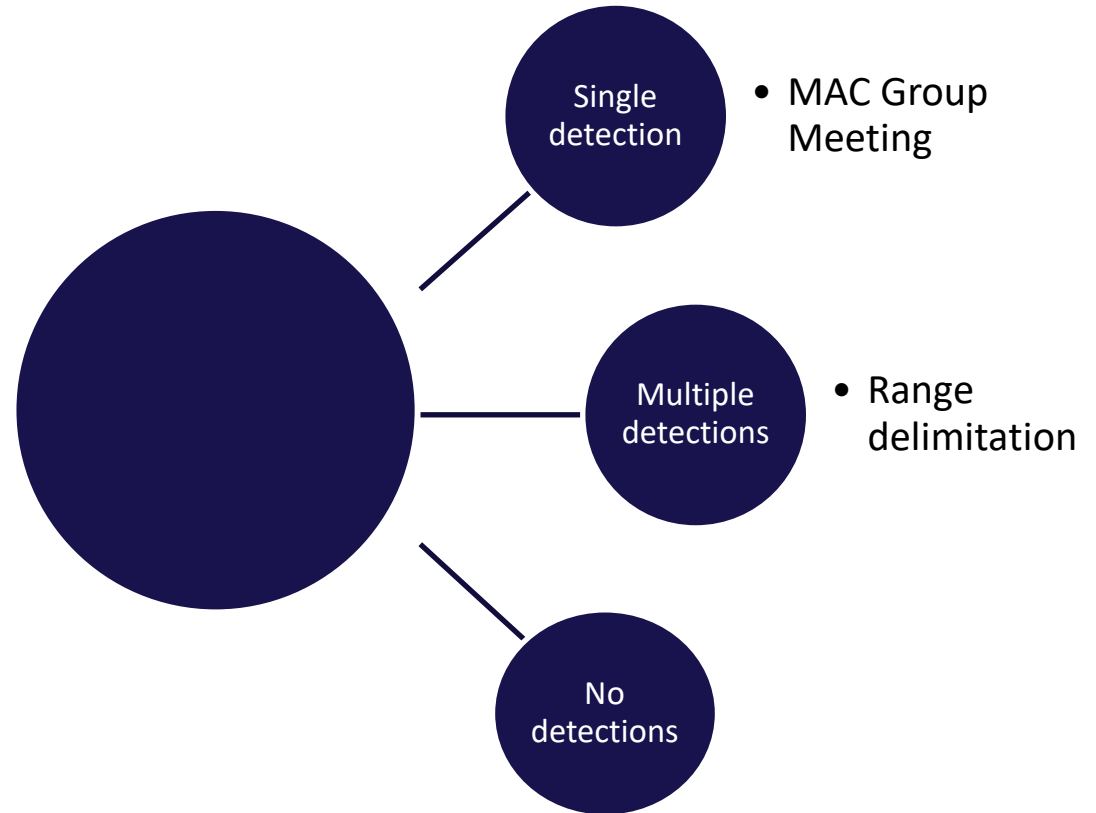 Single
detection
• MAC Group
Meeting
Multiple
detections
• Range
delimitation
No
detections